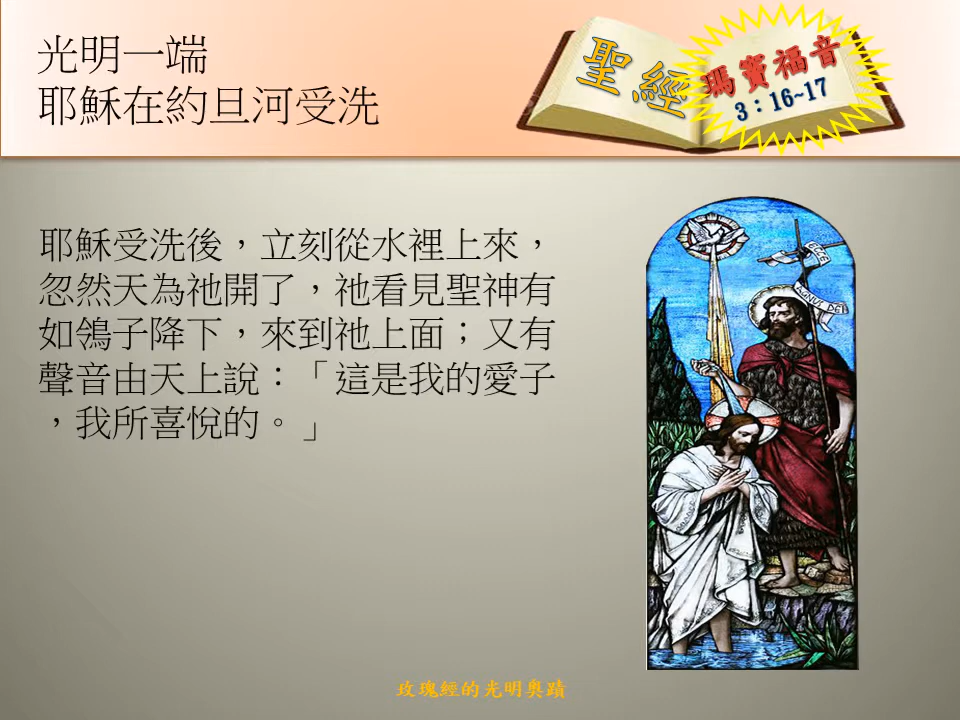 光明一端
耶穌在約旦河受洗
聖經
瑪竇福音
3：16~17
耶穌受洗後，立刻從水裡上來，
忽然天為祂開了，祂看見聖神有
如鴿子降下，來到祂上面；又有
聲音由天上說：「這是我的愛子
，我所喜悅的。」
ECCE
AGNUS DEI
玫瑰經的光明奧蹟